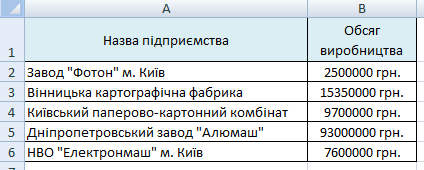 A B
1 Назва підприємства Обсяг
виробництва
2 Завод "Фотон" м. Київ 2500000 грн.
3 Вінницька картографічна фабрика 15350000 грн.
4 Київський паперово-картонний комбінат 9700000 грн.
5 Дніпропетровський завод "Алюмаш" 93000000 грн.
6 НВО "Електронмаш" м. Київ 7600000 грн.